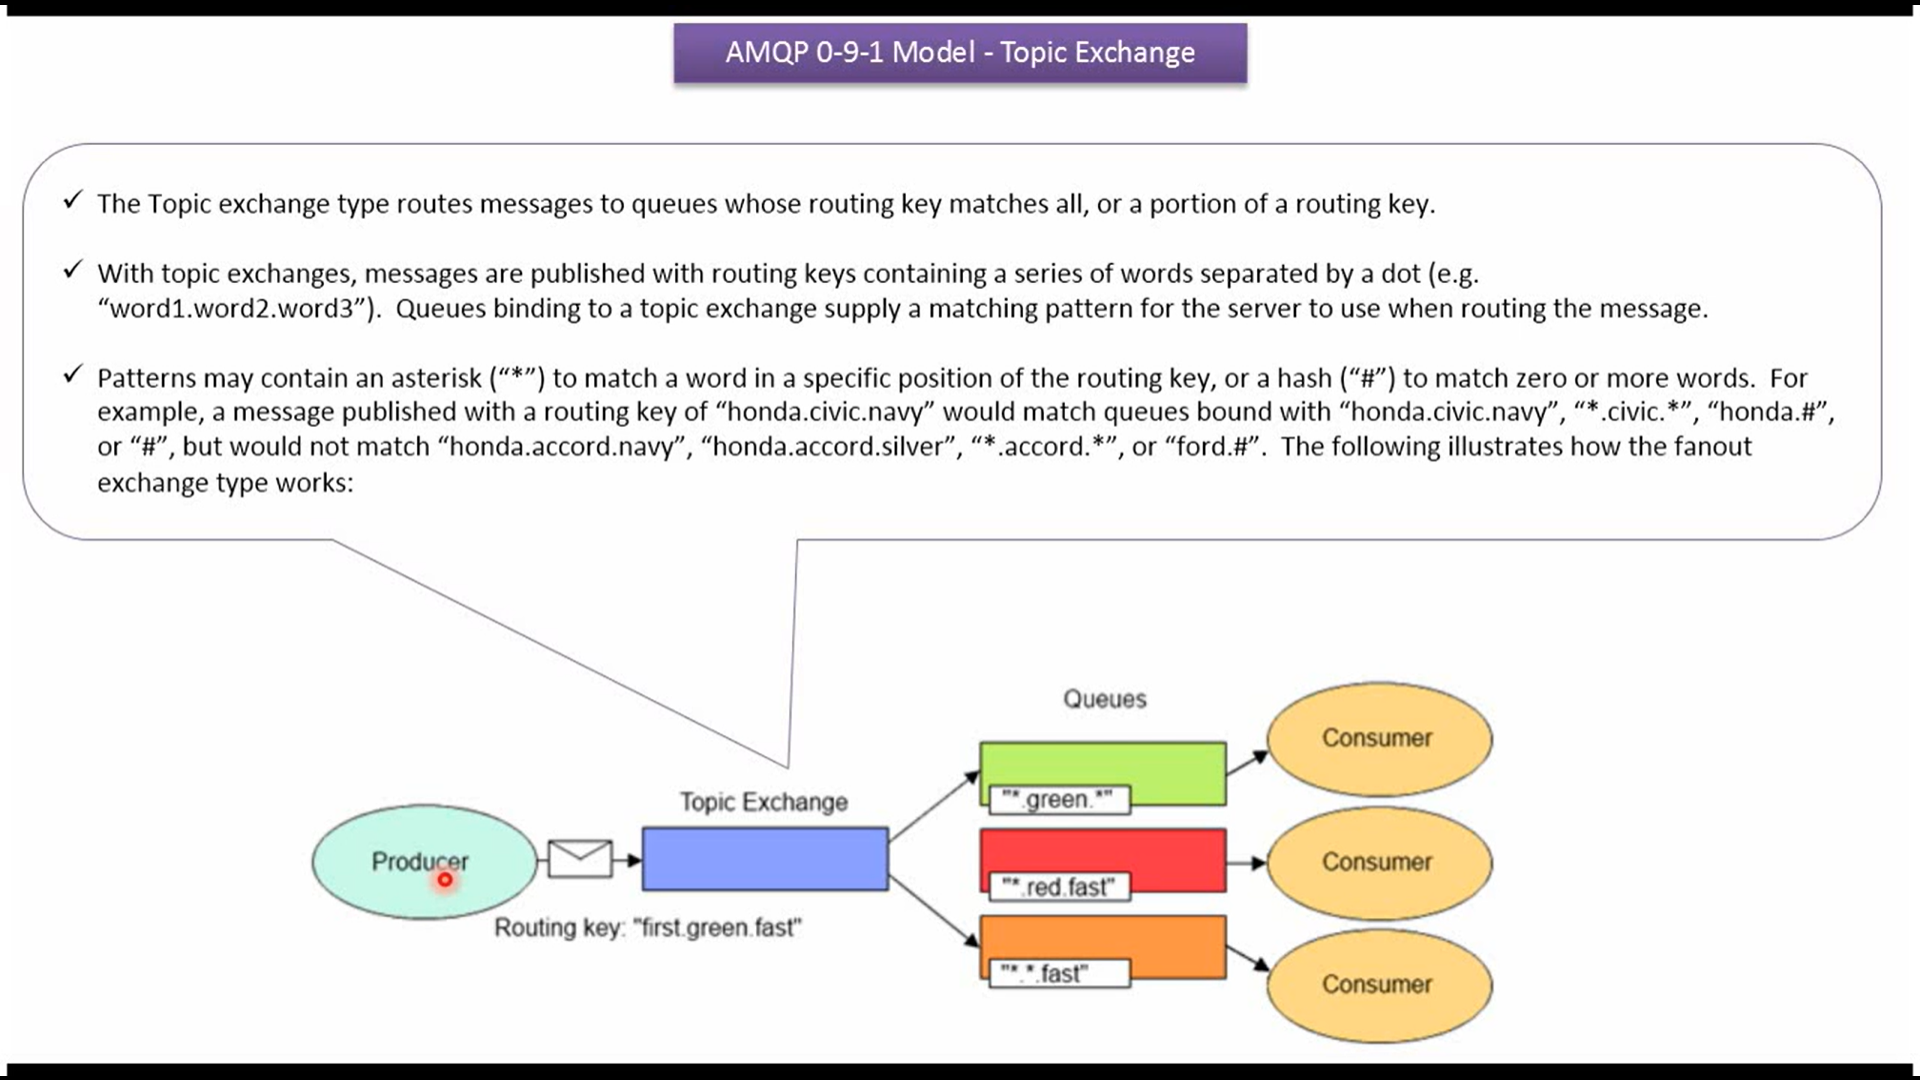 AMQP 0-9-1 Model - Topic Exchange
✓ The Topic exchange type routes messages to queues whose routing key matches all, or a portion of a routing key.
✓ With topic exchanges, messages are published with routing keys containing a series of words separated by a dot (e.g.
“word1.word2.word3”).  Queues binding to a topic exchange supply a matching pattern for the server to use when routing the message.
✓ Patterns may contain an asterisk (“*”) to match a word in a specific position of the routing key, or a hash (“#”) to match zero or more words.  For
example, a message published with a routing key of “honda.civic.navy” would match queues bound with “honda.civic.navy”, “*.civic.*”, “honda.#”,
or “#”, but would not match “honda.accord.navy”, “honda.accord.silver”, “*.accord.*”, or “ford.#”.  The following illustrates how the fanout
exchange type works:
Queues
Consumer
"*.green.*"
Topic Exchange
Producer
Consumer
"*.red.fast"
Routing key: "first.green.fast"
"*.*.fast"
Consumer